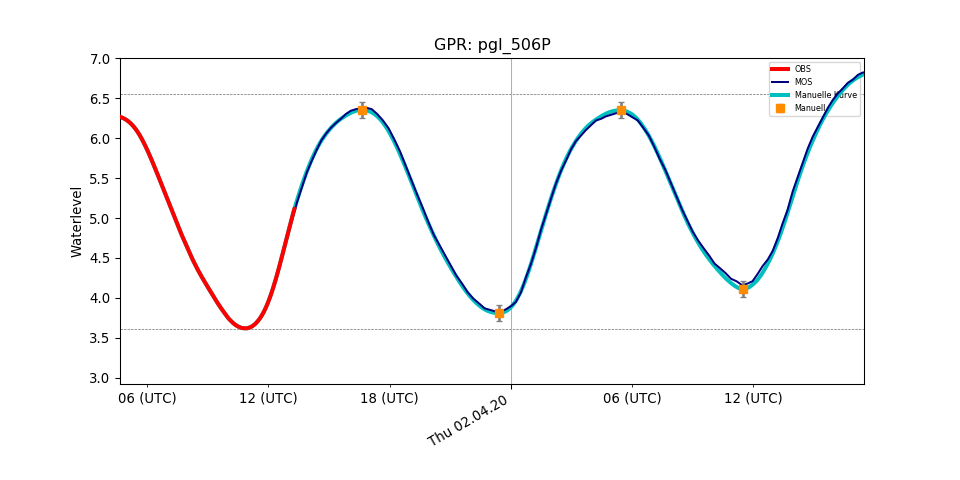 GPR: pgl_506P
7.0
6.5
6.0
5.5
5.0
4.5
4.0
3.5
3.0
Waterlevel
OBS
MOS
Manuelle Kurve
Manuell
06 (UTC) 12 (UTC) 18 (UTC) Thu 02.04.20 06 (UTC) 12 (UTC)